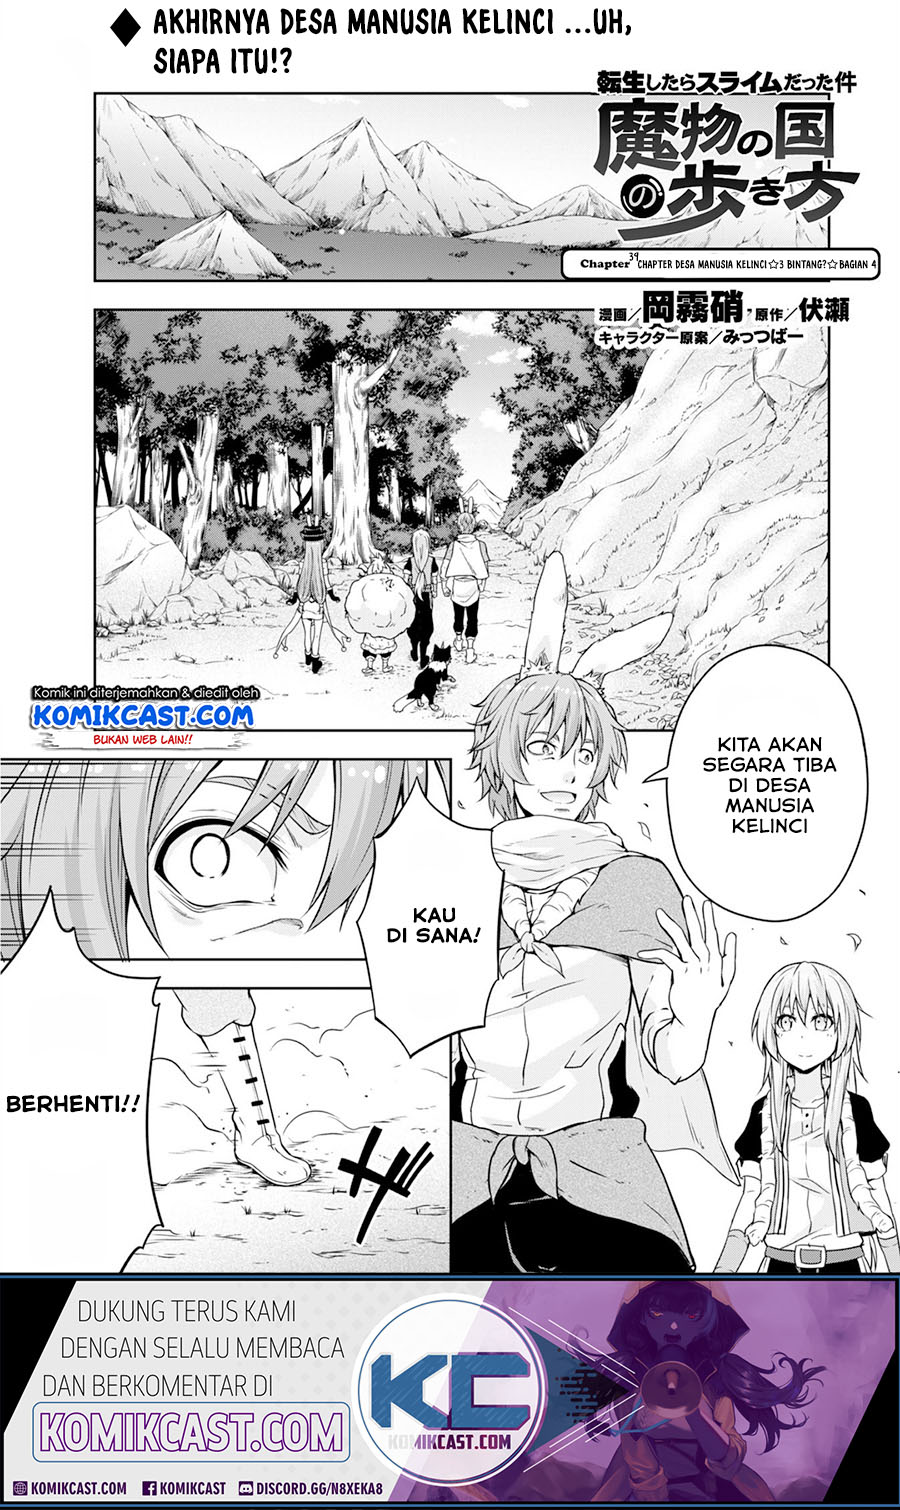 AKHIRNYA DESA MANUSIA KELINCI ...UH,
SIAPA ITU!?
転生したらスライムだった件
魔物の国
の歩き方
Chapter 39 CHAPTER DESA MANUSIA KELINCI☆3 BINTANG?☆BAGIAN 4
漫画／岡霧硝 原作／伏瀬
キャラクター原案／みっつばー
Komik ini diterjemahkan & diedit oleh
KOMIKCAST.COM
BUKAN WEB LAIN!!
KITA AKAN
SEGARA TIBA
DI DESA
MANUSIA
KELINCI
KAU
DI SANA!
BERHENTI!!
ザッ
DUKUNG TERUS KAMI
DENGAN SELALU MEMBACA
DAN BERKOMENTAR DI
KOMIKCAST.COM
KC
KOMIKCAST.COM
KOMIKCAST.COM KOMIKCAST DISCORD.GG/N8XEKA8